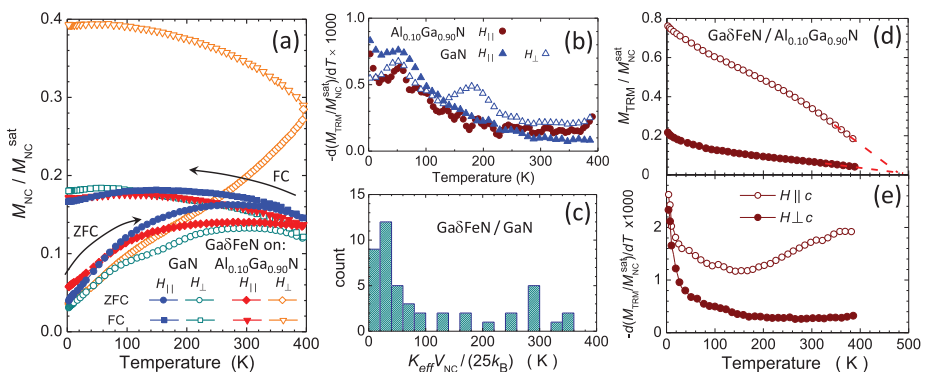 (a)
M_NC / M_NC^sat
0.4
0.3
0.2
0.1
0.0
FC
ZFC
GaδFeN on:
GaN Al0.10Ga0.90N
H|| H⊥ H|| H⊥
ZFC
FC
0 100 200 300 400
Temperature (K)
(b)
-d(M_TRM/M_NC^sat)/dT × 1000
0.8
0.4
0.0
Al0.10Ga0.90N H||
GaN H|| H⊥
0 100 200 300 400
Temperature (K)
(c)
count
10
5
0
GaδFeN / GaN
0 100 200 300 400
K_eff V_NC / (25k_B) ( K )
(d)
M_TRM / M_NC^sat
0.8
0.6
0.4
0.2
0
GaδFeN / Al0.10Ga0.90N
(e)
-d(M_TRM/M_NC^sat)/dT ×1000
2
1
0
H || c
H⊥c
0 100 200 300 400 500
Temperature (K)